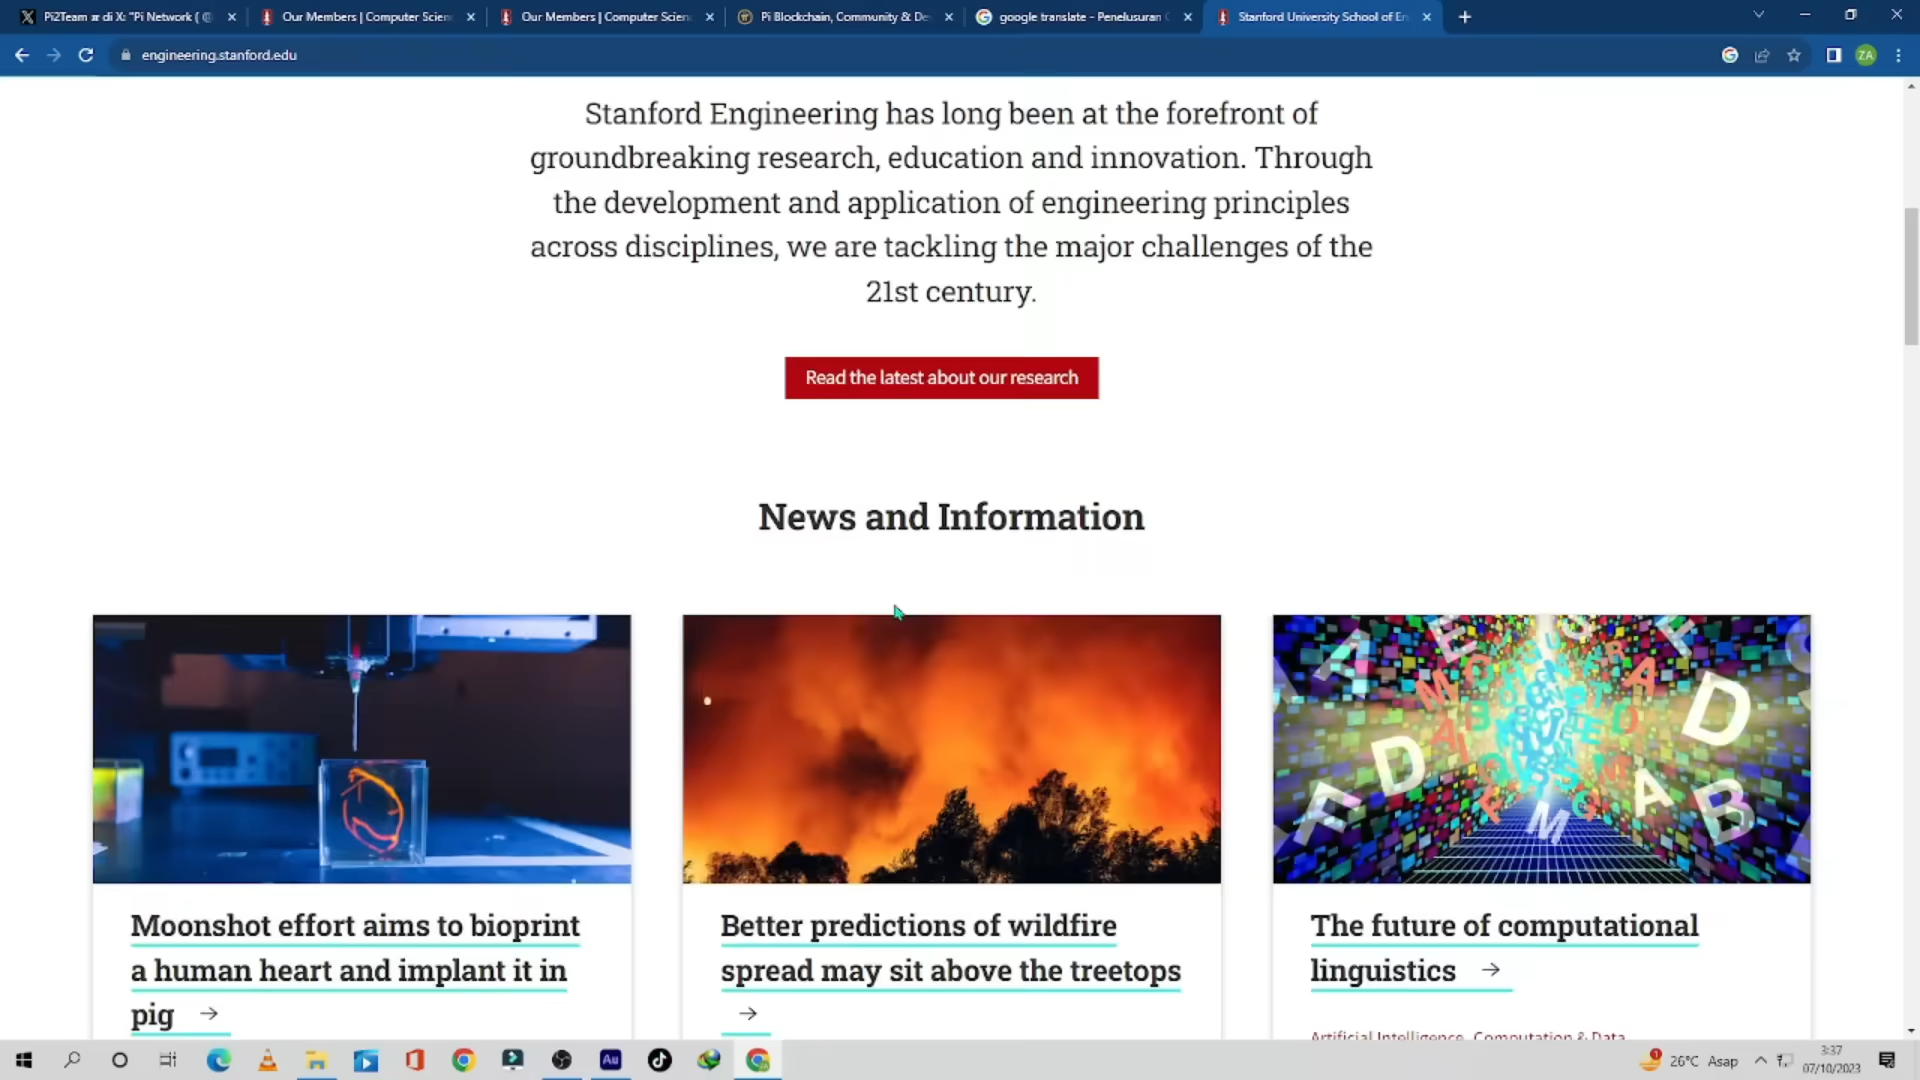 Pi2Team π di X: "Pi Network ( @
Our Members | Computer Scien
Our Members | Computer Scien
Pi Blockchain, Community & De
google translate - Penelusuran
Stanford University School of En
engineering.stanford.edu
ZA
Stanford Engineering has long been at the forefront of
groundbreaking research, education and innovation. Through
the development and application of engineering principles
across disciplines, we are tackling the major challenges of the
21st century.
Read the latest about our research
News and Information
Moonshot effort aims to bioprint
a human heart and implant it in
pig →
Better predictions of wildfire
spread may sit above the treetops
→
The future of computational
linguistics →
Artificial Intelligence, Computation & Data
Au
1
26°C Asap
3:37
07/10/2023